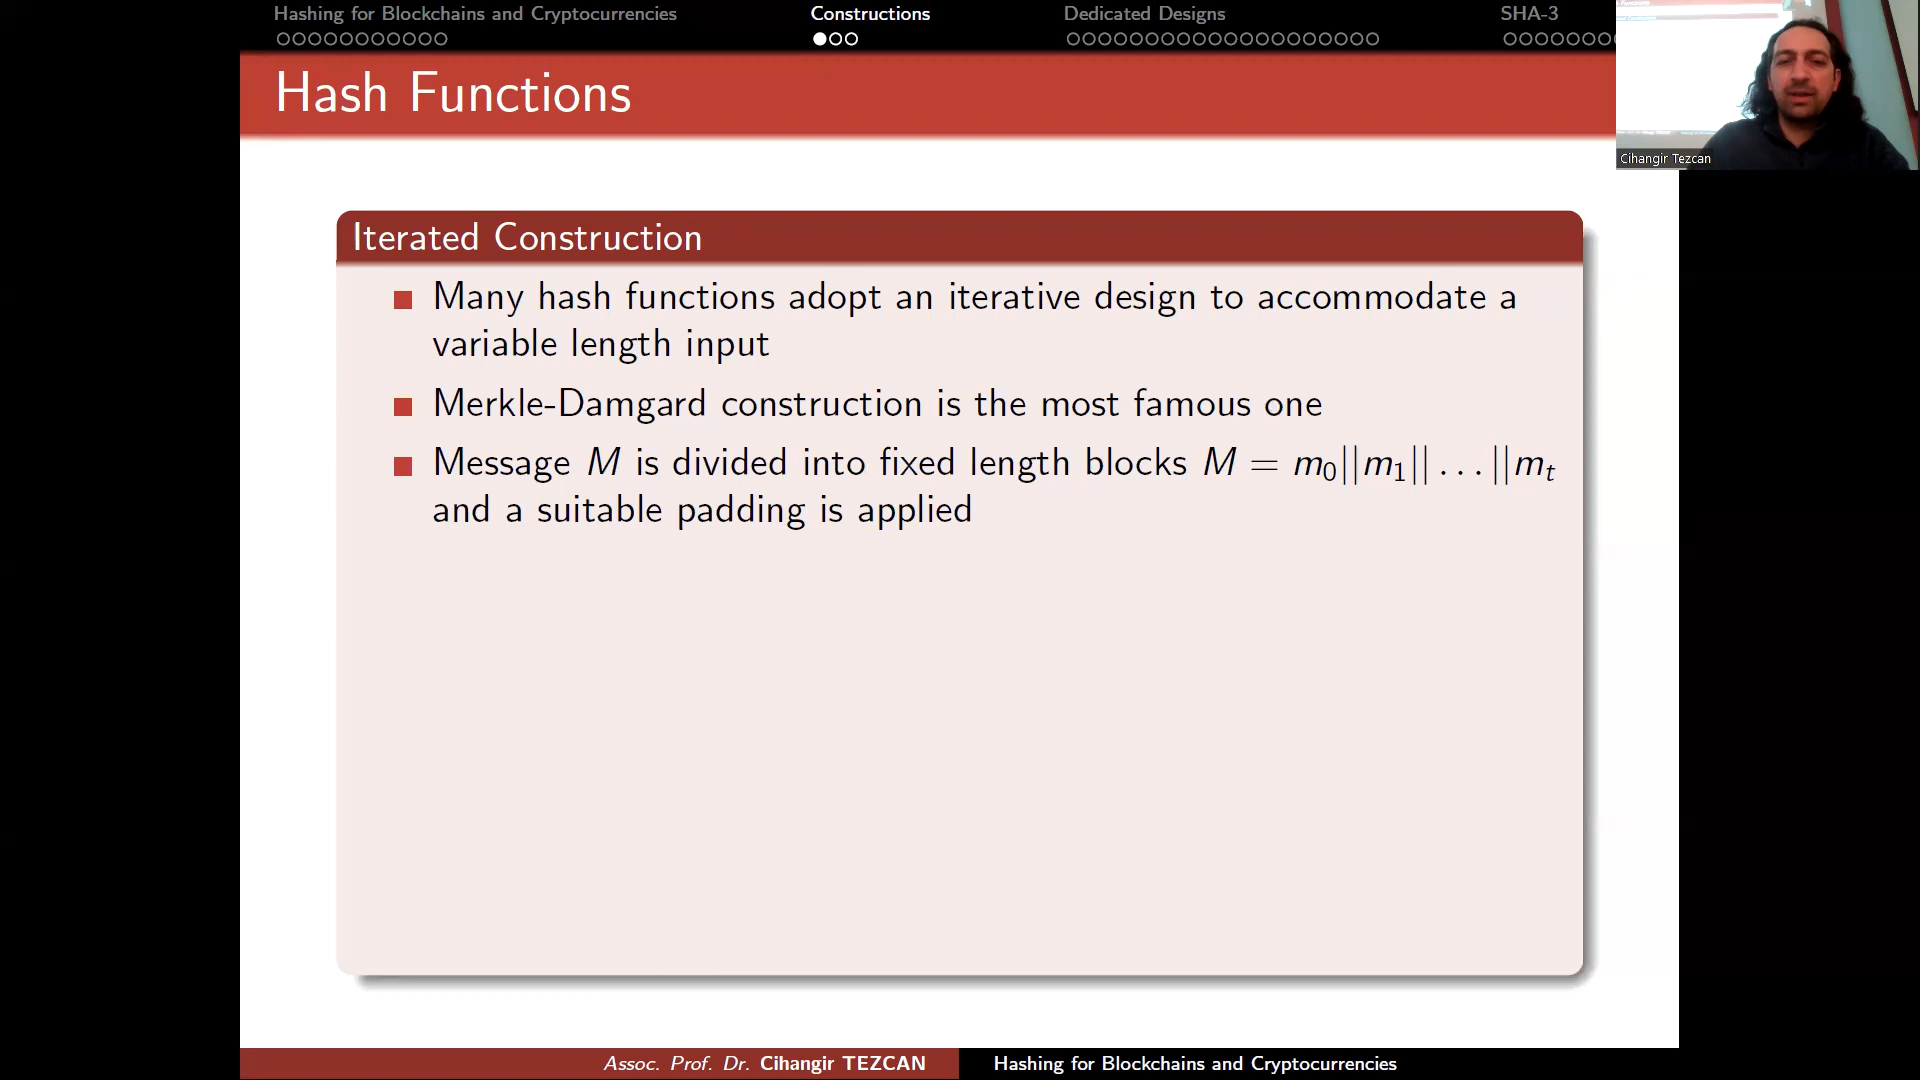 Hashing for Blockchains and Cryptocurrencies Constructions Dedicated Designs SHA-3
Hash Functions
Cihangir Tezcan
Iterated Construction
Many hash functions adopt an iterative design to accommodate a
variable length input
Merkle-Damgard construction is the most famous one
Message M is divided into fixed length blocks M = m₀||m₁||...||mₜ
and a suitable padding is applied
Assoc. Prof. Dr. Cihangir TEZCAN Hashing for Blockchains and Cryptocurrencies